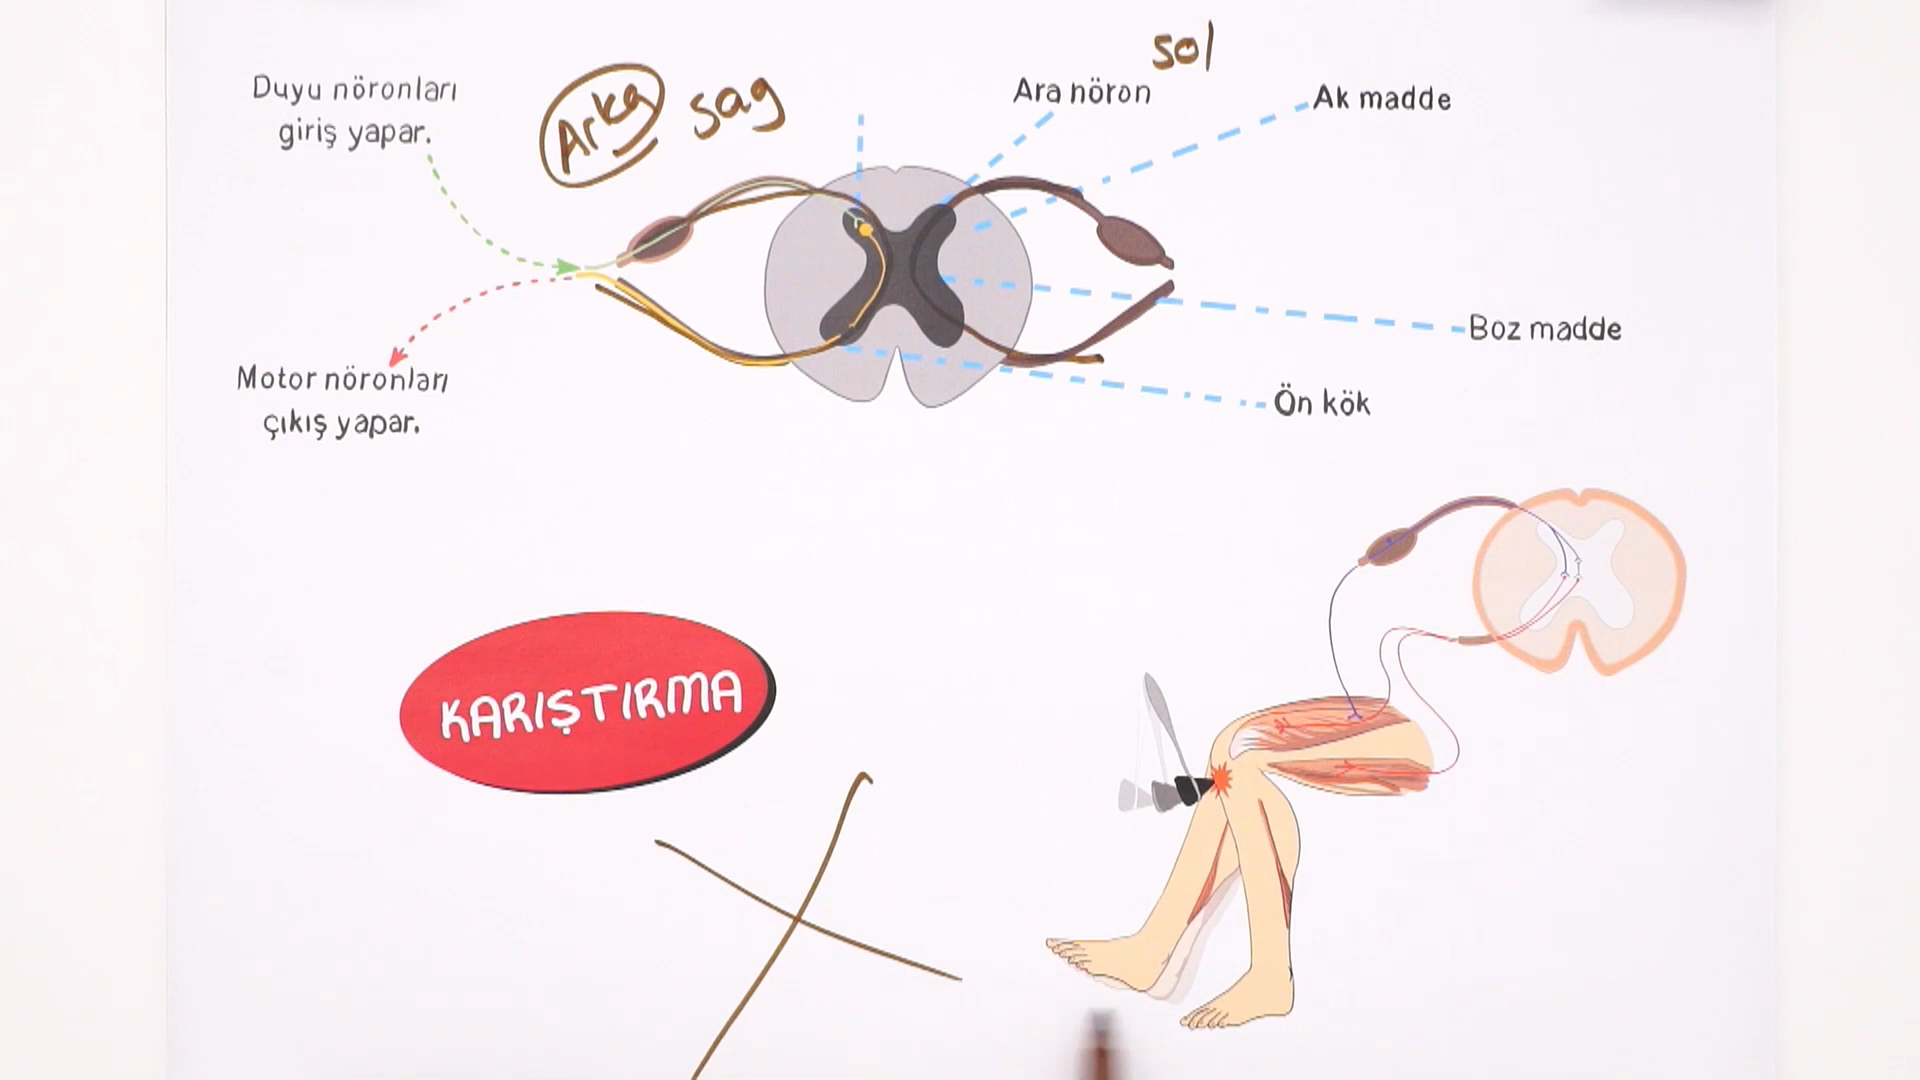 Duyu nöronları
giriş yapar.
Arka sag
sol
Ara nöron
Ak madde
Boz madde
Motor nöronları
çıkış yapar.
Ön kök
KARIŞTIRMA